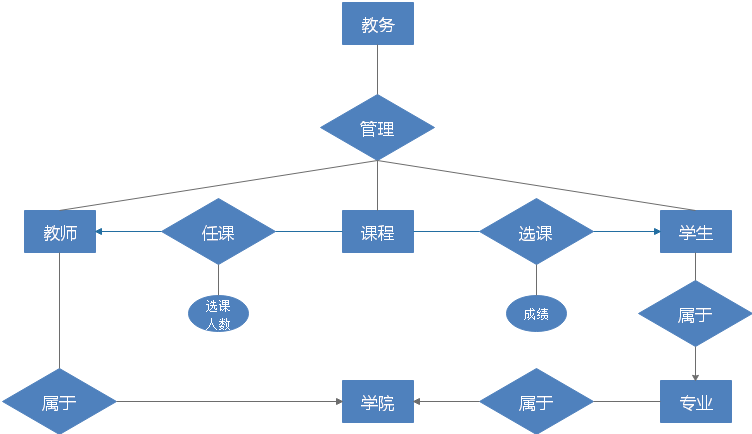 教务
管理
教师
任课
课程
选课
学生
选课
人数
成绩
属于
属于
学院
属于
专业